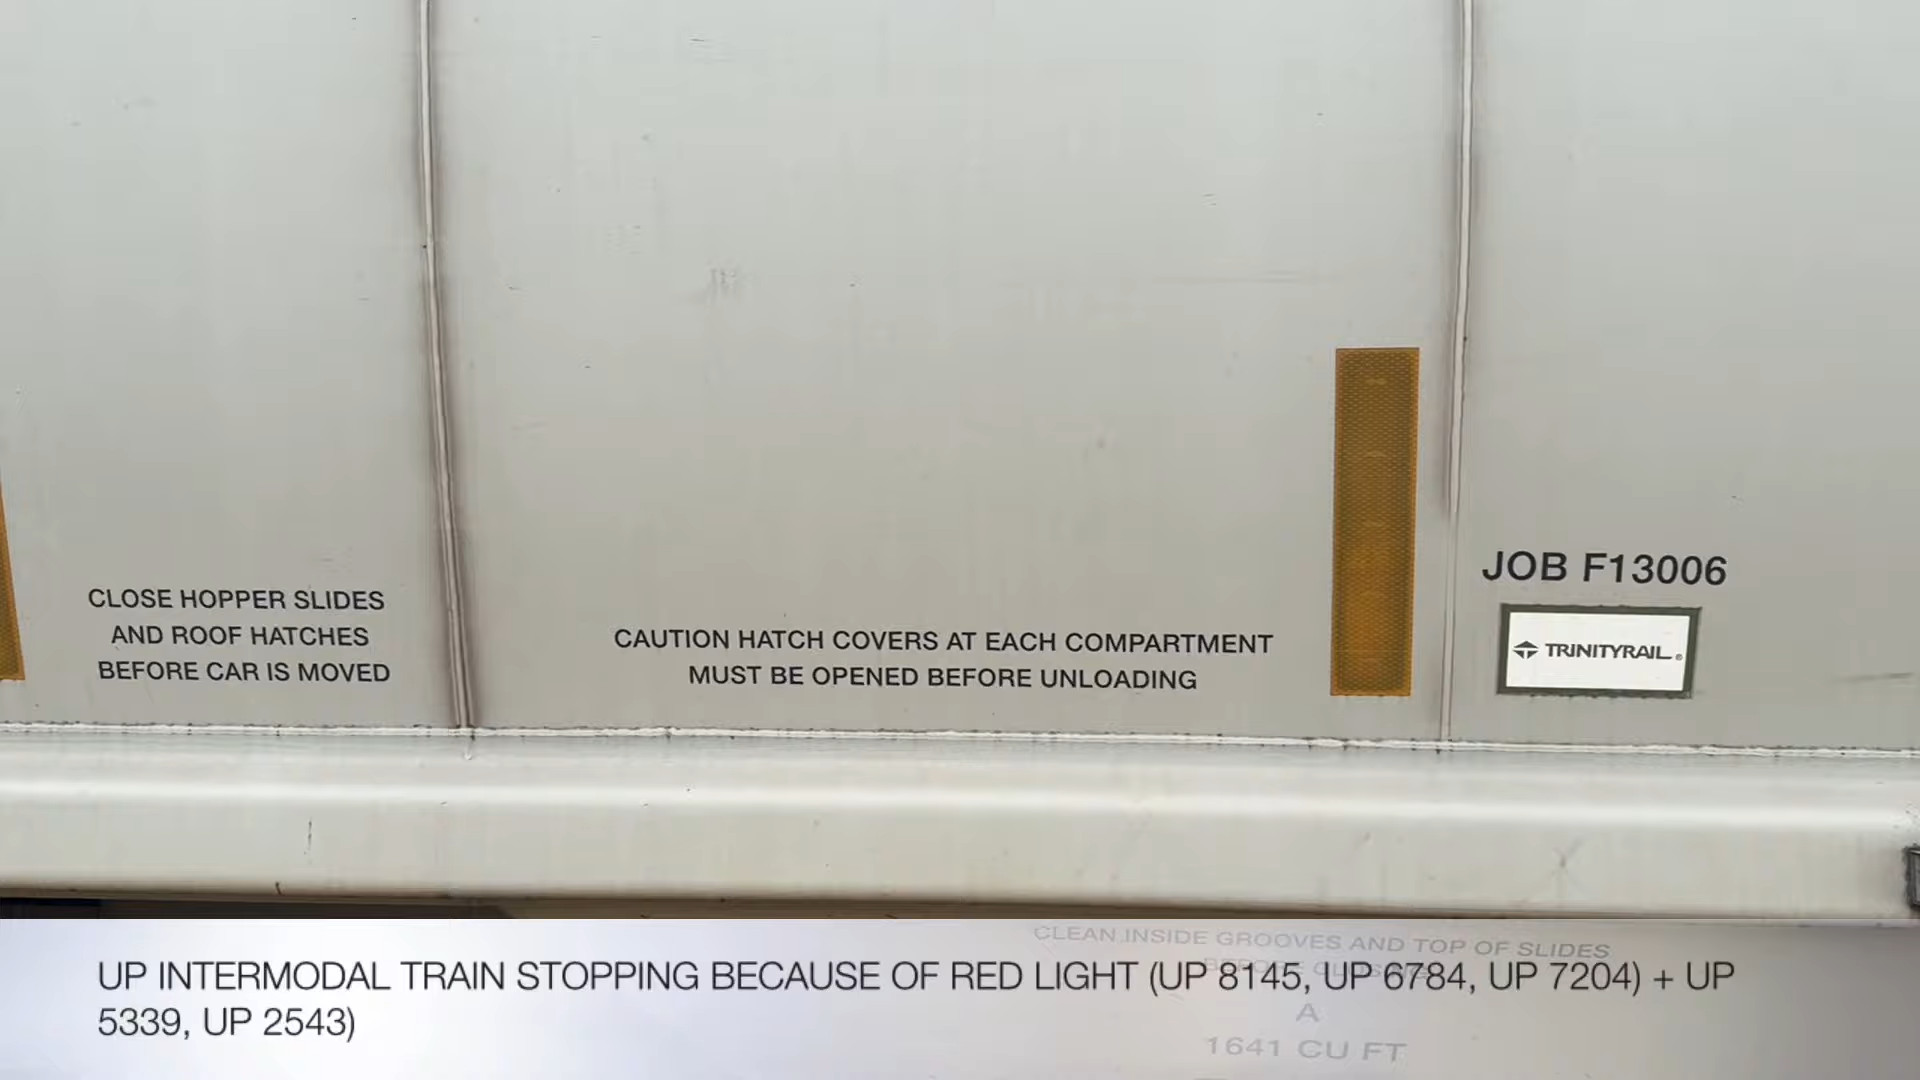 JOB F13006
CLOSE HOPPER SLIDES
AND ROOF HATCHES
BEFORE CAR IS MOVED
CAUTION HATCH COVERS AT EACH COMPARTMENT
MUST BE OPENED BEFORE UNLOADING
TRINITYRAIL®
CLEAN INSIDE GROOVES AND TOP OF SLIDES
BEFORE CLOSING
UP INTERMODAL TRAIN STOPPING BECAUSE OF RED LIGHT (UP 8145, UP 6784, UP 7204) + UP
5339, UP 2543)
A
1641 CU FT